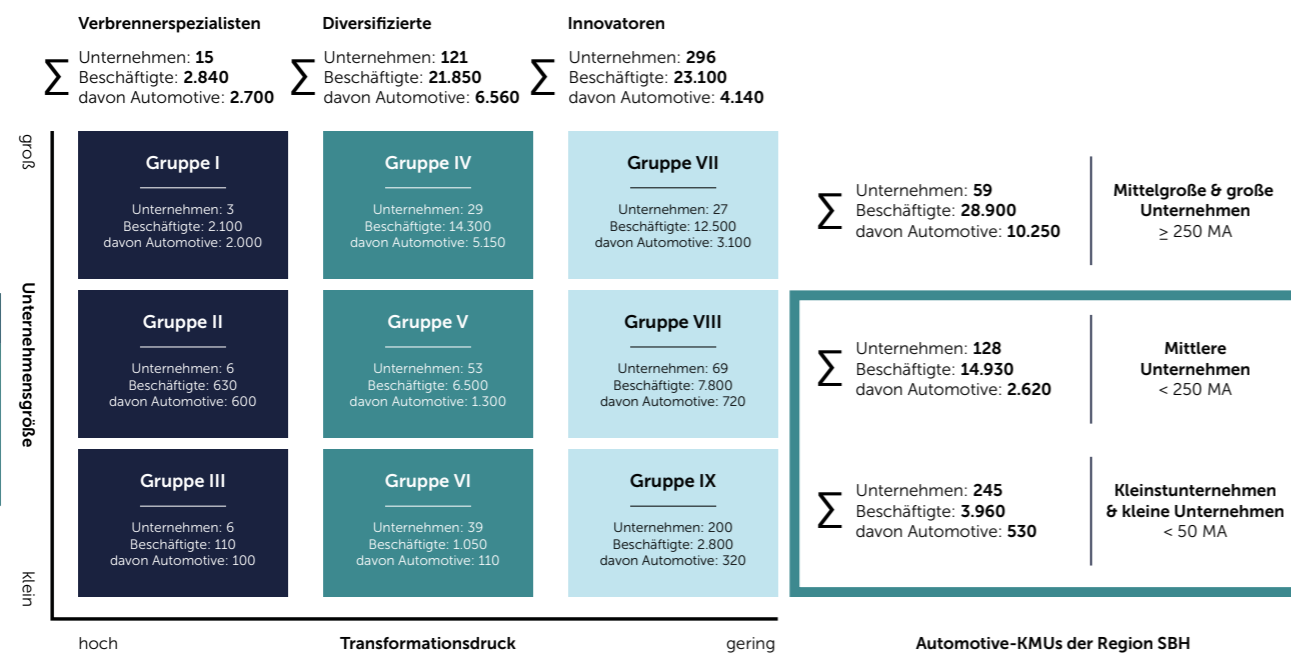 Verbrennerspezialisten
∑
Unternehmen: 15
Beschäftigte: 2.840
davon Automotive: 2.700
Diversifizierte
∑
Unternehmen: 121
Beschäftigte: 21.850
davon Automotive: 6.560
Innovatoren
∑
Unternehmen: 296
Beschäftigte: 23.100
davon Automotive: 4.140
groß
Unternehmensgröße
klein
Gruppe I
Unternehmen: 3
Beschäftigte: 2.100
davon Automotive: 2.000
Gruppe IV
Unternehmen: 29
Beschäftigte: 14.300
davon Automotive: 5.150
Gruppe VII
Unternehmen: 27
Beschäftigte: 12.500
davon Automotive: 3.100
∑
Unternehmen: 59
Beschäftigte: 28.900
davon Automotive: 10.250
Mittelgroße & große
Unternehmen
≥ 250 MA
Gruppe II
Unternehmen: 6
Beschäftigte: 630
davon Automotive: 600
Gruppe V
Unternehmen: 53
Beschäftigte: 6.500
davon Automotive: 1.300
Gruppe VIII
Unternehmen: 69
Beschäftigte: 7.800
davon Automotive: 720
∑
Unternehmen: 128
Beschäftigte: 14.930
davon Automotive: 2.620
Mittlere
Unternehmen
< 250 MA
Gruppe III
Unternehmen: 6
Beschäftigte: 110
davon Automotive: 100
Gruppe VI
Unternehmen: 39
Beschäftigte: 1.050
davon Automotive: 110
Gruppe IX
Unternehmen: 200
Beschäftigte: 2.800
davon Automotive: 320
∑
Unternehmen: 245
Beschäftigte: 3.960
davon Automotive: 530
Kleinstunternehmen
& kleine Unternehmen
< 50 MA
hoch
Transformationsdruck
gering
Automotive-KMUs der Region SBH